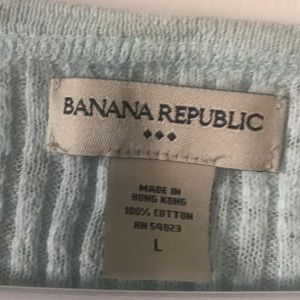 BANANA REPUBLIC
MADE IN
HONG KONG
100% COTTON
RN 54023
L